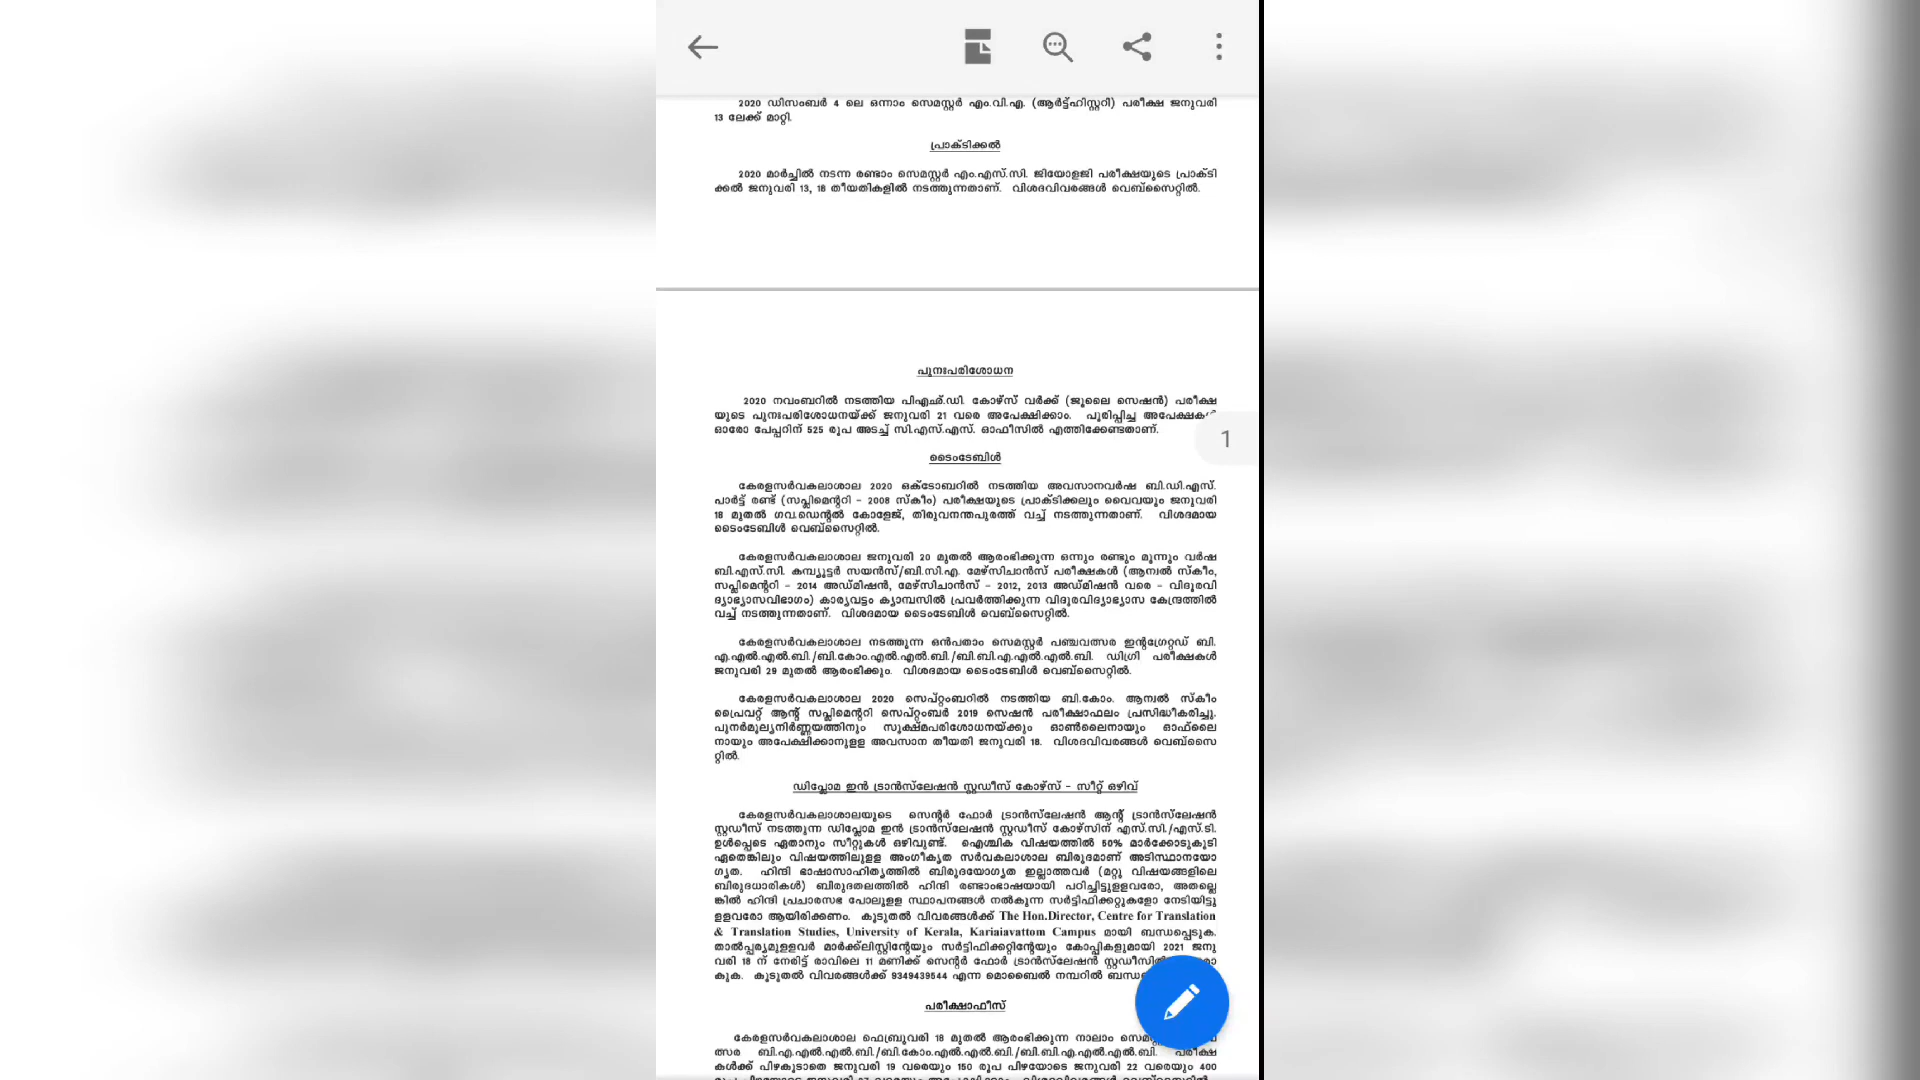 2020 ഡിസംബർ 4 ലെ ഒന്നാം സെമസ്റ്റർ എം.വി.എ. (ആർട്ട്ഹിസ്റ്ററി) പരീക്ഷ ജനുവരി
13 ലേക്ക് മാറ്റി.
പ്രാക്ടിക്കൽ
2020 മാർച്ചിൽ നടന്ന രണ്ടാം സെമസ്റ്റർ എം.എസ്.സി. ജിയോളജി പരീക്ഷയുടെ പ്രാക്ടി
ക്കൽ ജനുവരി 13, 18 തീയതികളിൽ നടത്തുന്നതാണ്. വിശദവിവരങ്ങൾ വെബ്സൈറ്റിൽ.
പുനഃപരിശോധന
2020 നവംബറിൽ നടത്തിയ പിഎഛ്.ഡി. കോഴ്സ് വർക്ക് (ജൂലൈ സെഷൻ) പരീക്ഷ
യുടെ പുനഃപരിശോധനയ്ക്ക് ജനുവരി 21 വരെ അപേക്ഷിക്കാം. പൂരിപ്പിച്ച അപേക്ഷകൾ
ഓരോ പേപ്പറിന് 525 രൂപ അടച്ച് സി.എസ്.എസ്. ഓഫീസിൽ എത്തിക്കേണ്ടതാണ്.
1
ടൈംടേബിൾ
കേരളസർവകലാശാല 2020 ഒക്ടോബറിൽ നടത്തിയ അവസാനവർഷ ബി.ഡി.എസ്.
പാർട്ട് രണ്ട് (സപ്ലിമെന്ററി – 2008 സ്കീം) പരീക്ഷയുടെ പ്രാക്ടിക്കലും വൈവയും ജനുവരി
18 മുതൽ ഗവ.ഡെന്റൽ കോളേജ്, തിരുവനന്തപുരത്ത് വച്ച് നടത്തുന്നതാണ്. വിശദമായ
ടൈംടേബിൾ വെബ്സൈറ്റിൽ.
കേരളസർവകലാശാല ജനുവരി 20 മുതൽ ആരംഭിക്കുന്ന ഒന്നും രണ്ടും മൂന്നും വർഷ
ബി.എസ്.സി. കമ്പ്യൂട്ടർ സയൻസ്/ബി.സി.എ. മേഴ്സിചാൻസ് പരീക്ഷകൾ (ആന്വൽ സ്കീം,
സപ്ലിമെന്ററി – 2014 അഡ്മിഷൻ, മേഴ്സിചാൻസ് – 2012, 2013 അഡ്മിഷൻ വരെ – വിദൂരവി
ദ്യാഭ്യാസവിഭാഗം) കാര്യവട്ടം ക്യാമ്പസിൽ പ്രവർത്തിക്കുന്ന വിദൂരവിദ്യാഭ്യാസ കേന്ദ്രത്തിൽ
വച്ച് നടത്തുന്നതാണ്. വിശദമായ ടൈംടേബിൾ വെബ്സൈറ്റിൽ.
കേരളസർവകലാശാല നടത്തുന്ന ഒൻപതാം സെമസ്റ്റർ പഞ്ചവത്സര ഇന്റഗ്രേറ്റഡ് ബി.
എ.എൽ.എൽ.ബി./ബി.കോം.എൽ.എൽ.ബി./ബി.ബി.എ.എൽ.എൽ.ബി. ഡിഗ്രി പരീക്ഷകൾ
ജനുവരി 29 മുതൽ ആരംഭിക്കും. വിശദമായ ടൈംടേബിൾ വെബ്സൈറ്റിൽ.
കേരളസർവകലാശാല 2020 സെപ്റ്റംബറിൽ നടത്തിയ ബി.കോം. ആന്വൽ സ്കീം
പ്രൈവറ്റ് ആന്റ് സപ്ലിമെന്ററി സെപ്റ്റംബർ 2019 സെഷൻ പരീക്ഷാഫലം പ്രസിദ്ധീകരിച്ചു.
പുനർമൂല്യനിർണ്ണയത്തിനും സൂക്ഷ്മപരിശോധനയ്ക്കും ഓൺലൈനായും ഓഫ്ലൈ
നായും അപേക്ഷിക്കാനുളള അവസാന തീയതി ജനുവരി 18. വിശദവിവരങ്ങൾ വെബ്സൈ
റ്റിൽ.
ഡിപ്ലോമ ഇൻ ട്രാൻസ്ലേഷൻ സ്റ്റഡീസ് കോഴ്സ് – സീറ്റ് ഒഴിവ്
കേരളസർവകലാശാലയുടെ സെന്റർ ഫോർ ട്രാൻസ്ലേഷൻ ആന്റ് ട്രാൻസ്ലേഷൻ
സ്റ്റഡീസ് നടത്തുന്ന ഡിപ്ലോമ ഇൻ ട്രാൻസ്ലേഷൻ സ്റ്റഡീസ് കോഴ്സിന് എസ്.സി./എസ്.ടി.
ഉൾപ്പെടെ ഏതാനും സീറ്റുകൾ ഒഴിവുണ്ട്. ഐശ്ചിക വിഷയത്തിൽ 50% മാർക്കോടുകൂടി
ഏതെങ്കിലും വിഷയത്തിലുളള അംഗീകൃത സർവകലാശാല ബിരുദമാണ് അടിസ്ഥാനയോ
ഗ്യത. ഹിന്ദി ഭാഷാസാഹിത്യത്തിൽ ബിരുദയോഗ്യത ഇല്ലാത്തവർ (മറ്റു വിഷയങ്ങളിലെ
ബിരുദധാരികൾ) ബിരുദതലത്തിൽ ഹിന്ദി രണ്ടാംഭാഷയായി പഠിച്ചിട്ടുളളവരോ, അതല്ലെ
ങ്കിൽ ഹിന്ദി പ്രചാരസഭ പോലുളള സ്ഥാപനങ്ങൾ നൽകുന്ന സർട്ടിഫിക്കറ്റുകളോ നേടിയിട്ടു
ളളവരോ ആയിരിക്കണം. കൂടുതൽ വിവരങ്ങൾക്ക് The Hon.Director, Centre for Translation
& Translation Studies, University of Kerala, Kariaiavattom Campus മായി ബന്ധപ്പെടുക.
താൽപ്പര്യമുളളവർ മാർക്ക്ലിസ്റ്റിന്റേയും സർട്ടിഫിക്കറ്റിന്റേയും കോപ്പികളുമായി 2021 ജനു
വരി 18 ന് നേരിട്ട് രാവിലെ 11 മണിക്ക് സെന്റർ ഫോർ ട്രാൻസ്ലേഷൻ
കുക. കൂടുതൽ വിവരങ്ങൾക്ക് 9349439544 എന്ന മൊബൈൽ നമ്പറിൽ
പരീക്ഷാഫീസ്
കേരളസർവകലാശാല ഫെബ്രുവരി 18 മുതൽ ആരംഭിക്കുന്ന നാലാം
ത്സര ബി.എ.എൽ.എൽ.ബി./ബി.കോം.എൽ.എൽ.ബി./ബി.ബി.എ.എൽ.എൽ.ബി. പരീക്ഷ
കൾക്ക് പിഴകൂടാതെ ജനുവരി 19 വരെയും 150 രൂപ പിഴയോടെ ജനുവരി 22 വരെയും 400